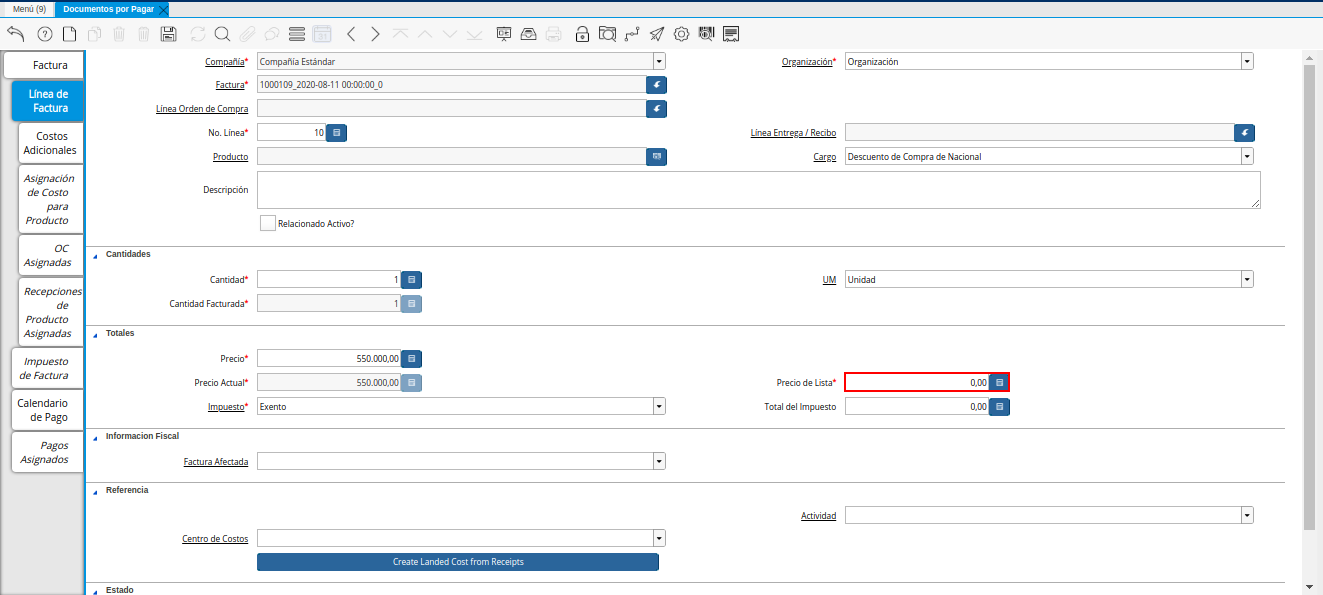 Menú (9)
Documentos por Pagar
Factura
Línea de
Factura
Costos
Adicionales
Asignación
de Costo
para
Producto
OC
Asignadas
Recepciones
de
Producto
Asignadas
Impuesto
de Factura
Calendario
de Pago
Pagos
Asignados
Compañía* Compañía Estándar
Organización* Organización
Factura* 1000109_2020-08-11 00:00:00_0
Línea Orden de Compra
No. Línea* 10
Línea Entrega / Recibo
Producto
Cargo Descuento de Compra de Nacional
Descripción
Relacionado Activo?
Cantidades
Cantidad* 1
UM Unidad
Cantidad Facturada* 1
Totales
Precio* 550.000,00
Precio Actual* 550.000,00
Precio de Lista* 0,00
Impuesto* Exento
Total del Impuesto 0,00
Informacion Fiscal
Factura Afectada
Referencia
Actividad
Centro de Costos
Create Landed Cost from Receipts
Estado